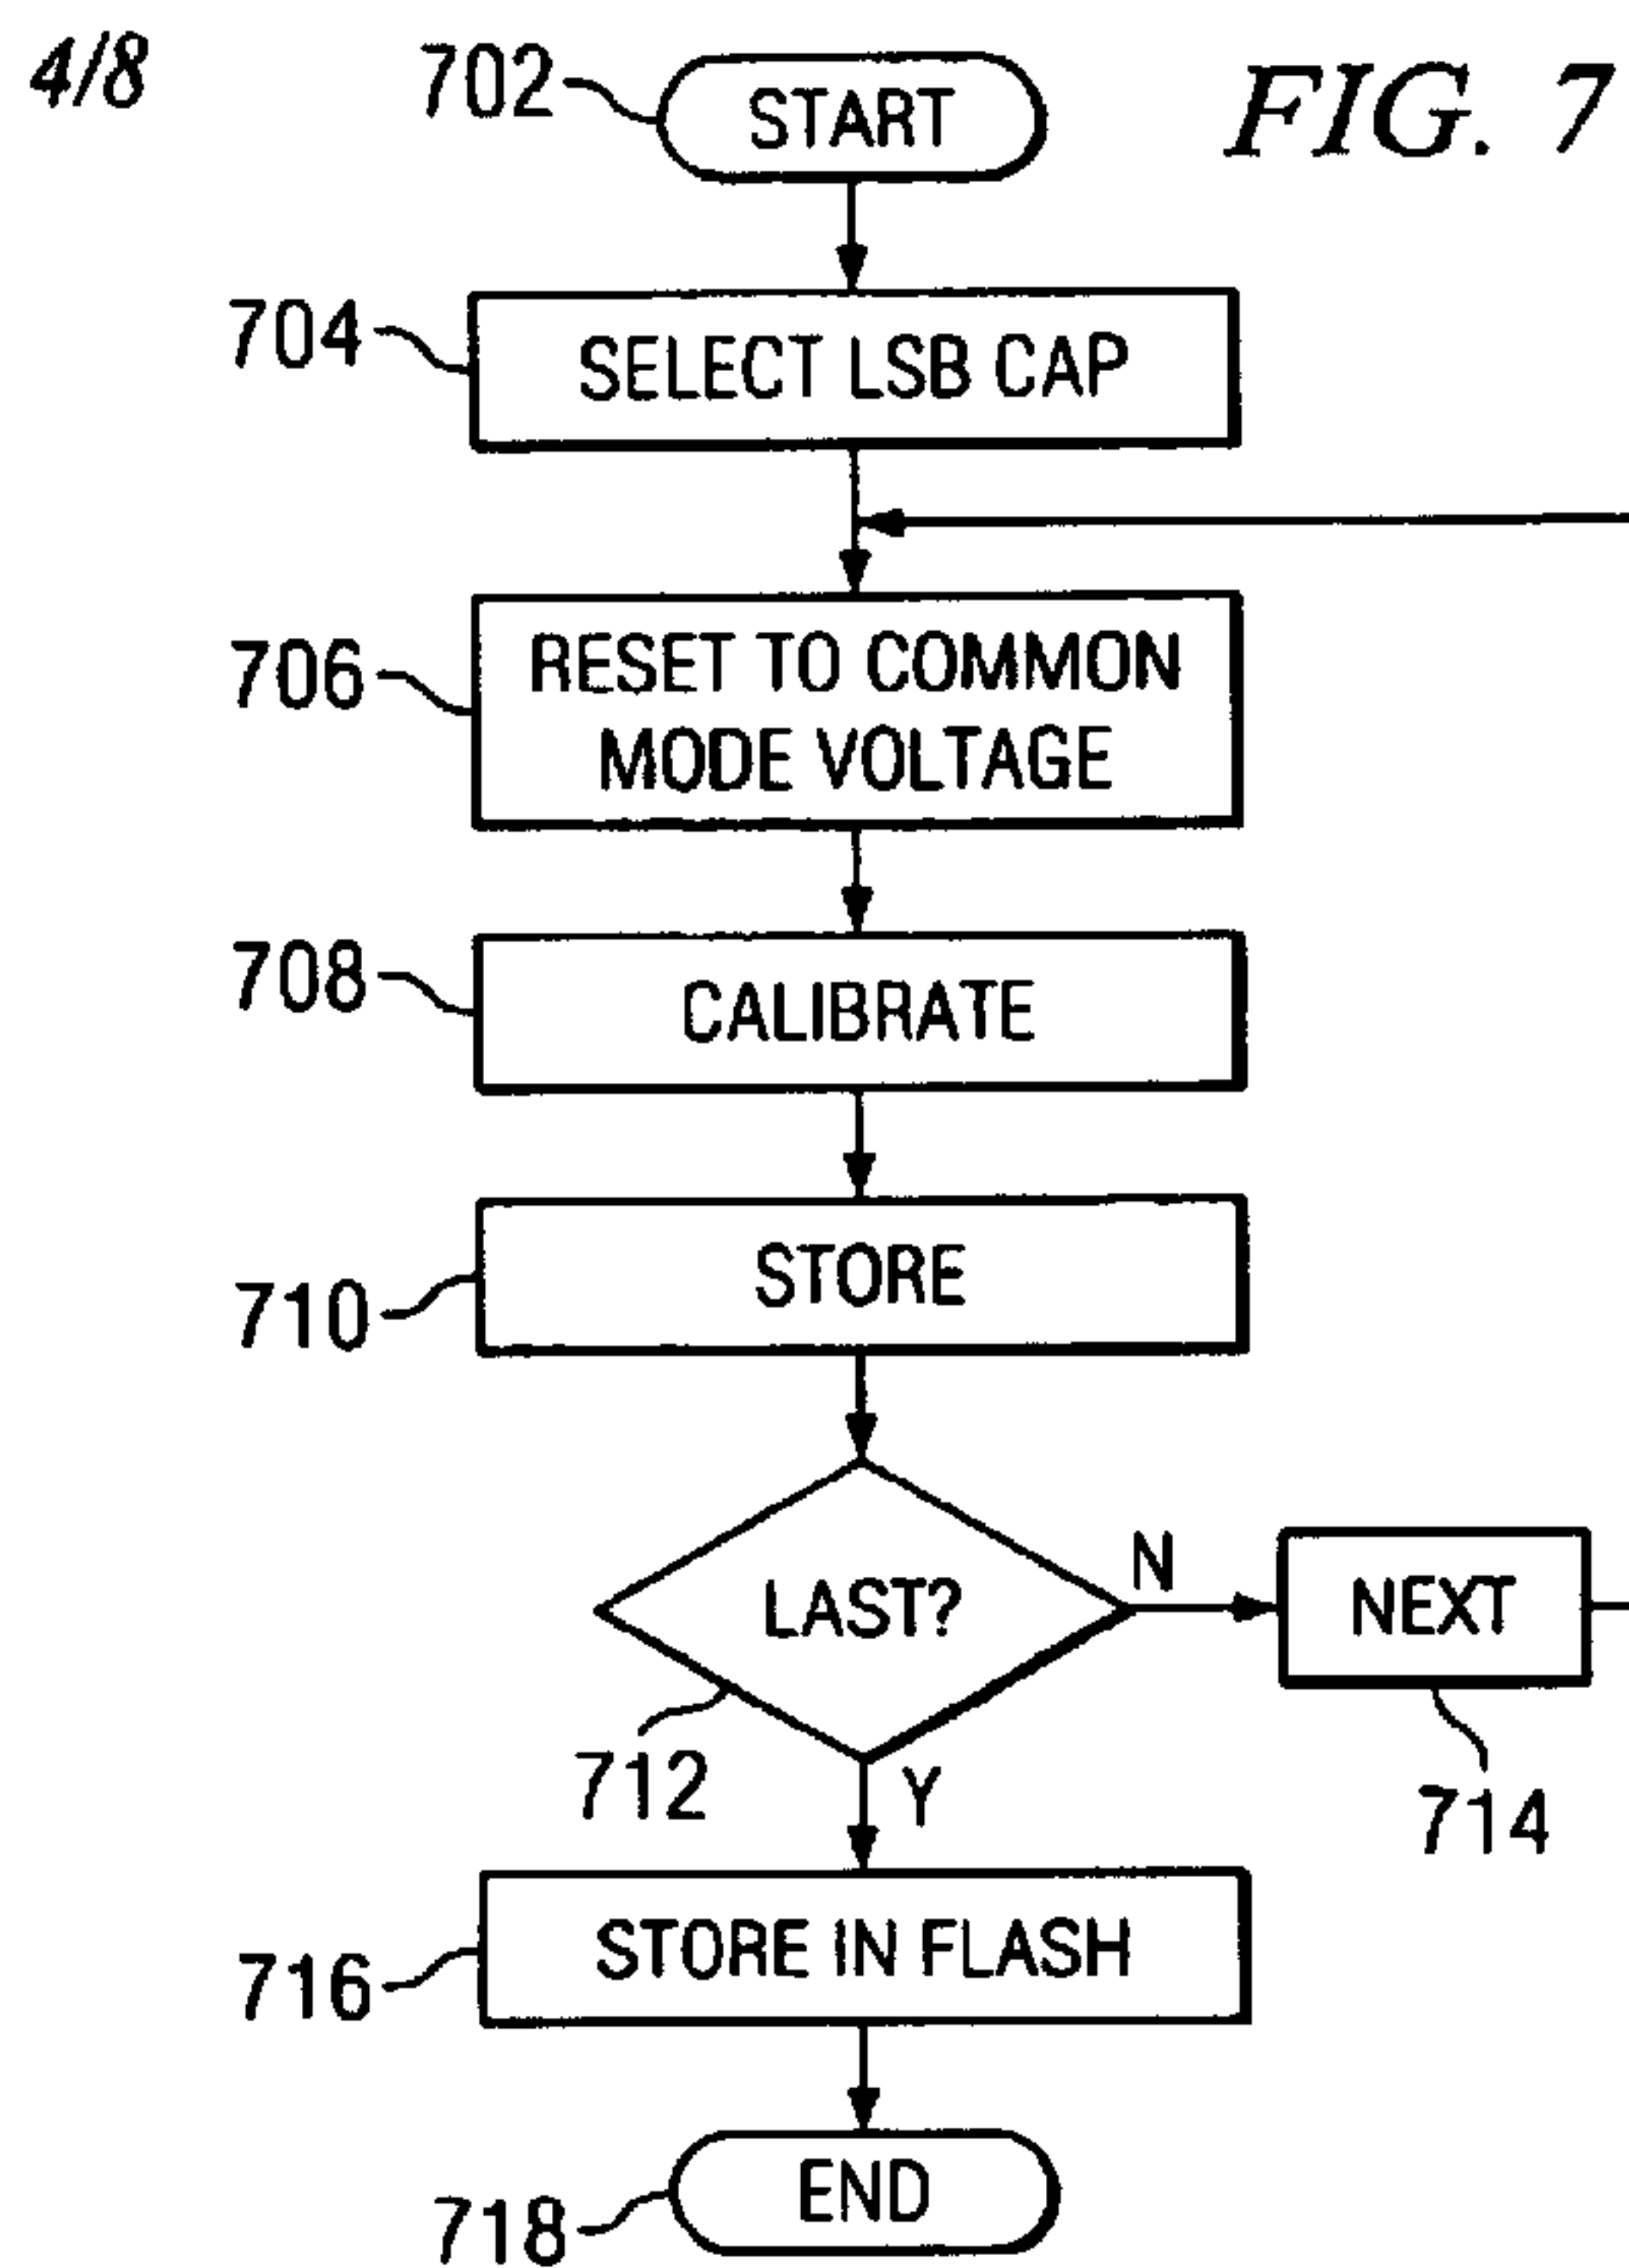 4/8
702
START
FIG. 7
704
SELECT LSB CAP
706
RESET TO COMMON
MODE VOLTAGE
708
CALIBRATE
710
STORE
LAST?
N
NEXT
712
Y
714
716
STORE IN FLASH
718
END